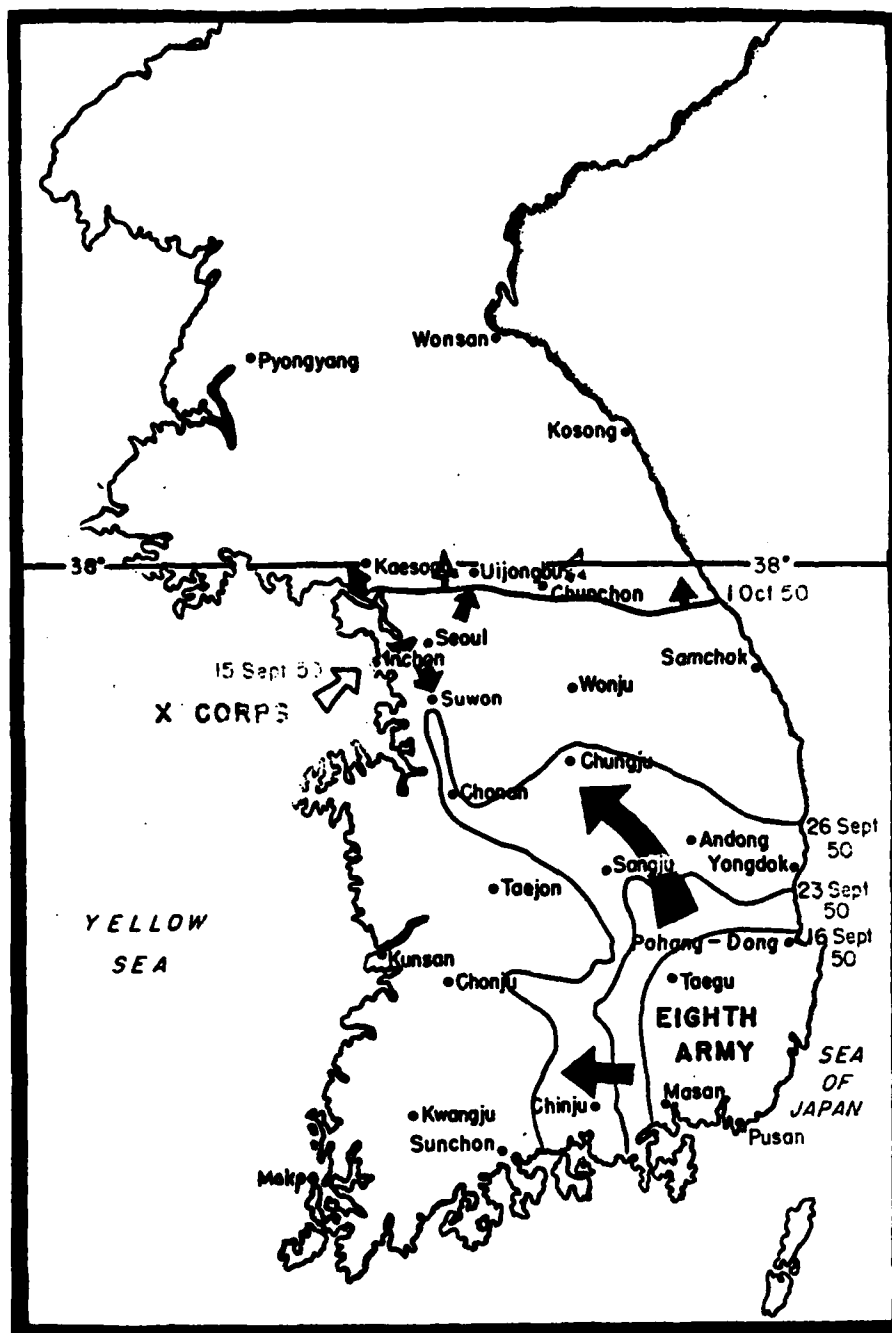 Wonsan
Pyongyang
Kosong
38°
Kaesong
Uijongbu
38°
Chunchon
1 Oct 50
Seoul
Inchon
15 Sept 50
Samchok
Wonju
Suwon
X CORPS
Chungju
Chonan
26 Sept
50
Andong
Sangju
Yongdok
Taejon
23 Sept
50
YELLOW
SEA
Pohang-Dong
16 Sept
50
Kunsan
Chonju
Taegu
EIGHTH
ARMY
SEA
OF
JAPAN
Masan
Chinju
Kwangju
Pusan
Sunchon
Mokpo